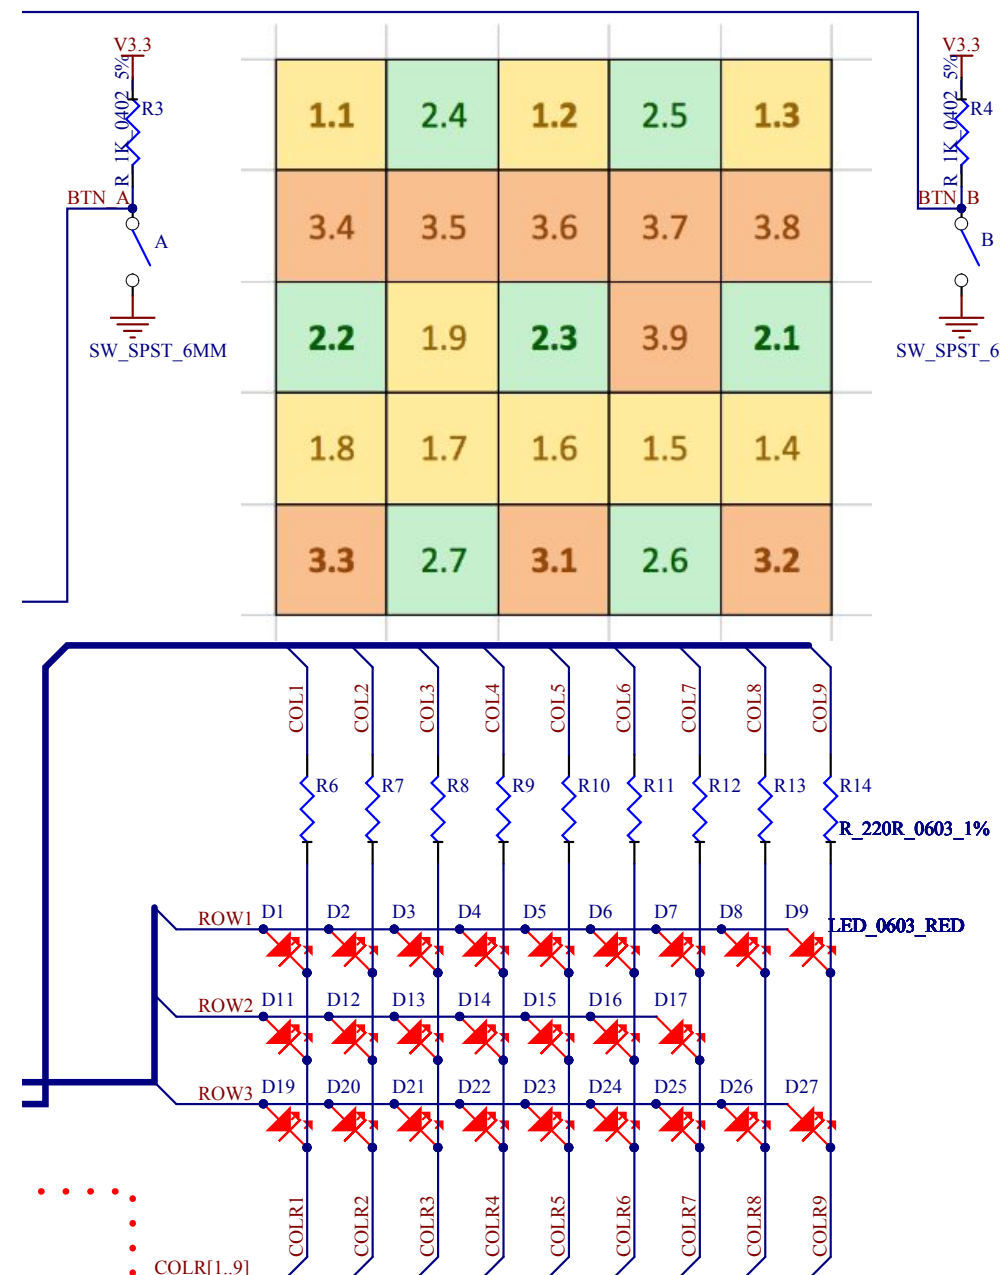 V3.3
R_1K_0402_5%
R3
BTN_A
A
SW_SPST_6MM
V3.3
R_1K_0402_5%
R4
BTN_B
B
SW_SPST_6
1.1 2.4 1.2 2.5 1.3
3.4 3.5 3.6 3.7 3.8
2.2 1.9 2.3 3.9 2.1
1.8 1.7 1.6 1.5 1.4
3.3 2.7 3.1 2.6 3.2
COL1 COL2 COL3 COL4 COL5 COL6 COL7 COL8 COL9
R6 R7 R8 R9 R10 R11 R12 R13 R14
R_220R_0603_1%
ROW1 D1 D2 D3 D4 D5 D6 D7 D8 D9
LED_0603_RED
ROW2 D11 D12 D13 D14 D15 D16 D17
ROW3 D19 D20 D21 D22 D23 D24 D25 D26 D27
COLR1 COLR2 COLR3 COLR4 COLR5 COLR6 COLR7 COLR8 COLR9
COLR[1..9]